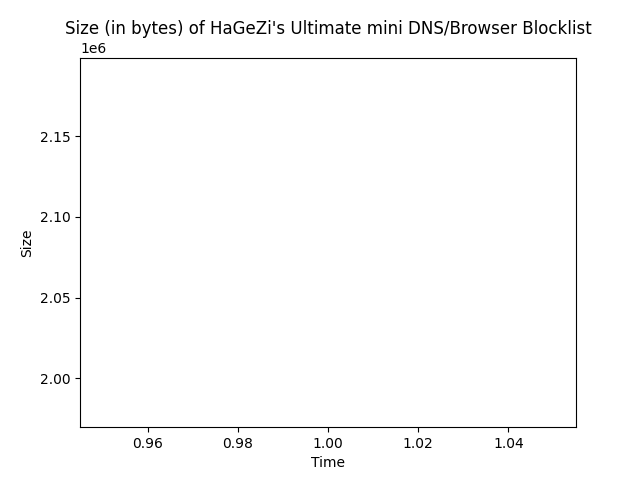 Size (in bytes) of HaGeZi's Ultimate mini DNS/Browser Blocklist
1e6
2.15
2.10
2.05
2.00
Size
0.96 0.98 1.00 1.02 1.04
Time